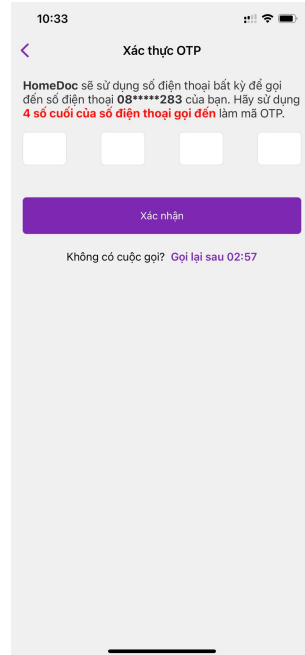 10:33
Xác thực OTP
HomeDoc sẽ sử dụng số điện thoại bất kỳ để gọi
đến số điện thoại 08*****283 của bạn. Hãy sử dụng
4 số cuối của số điện thoại gọi đến làm mã OTP.
Xác nhận
Không có cuộc gọi? Gọi lại sau 02:57